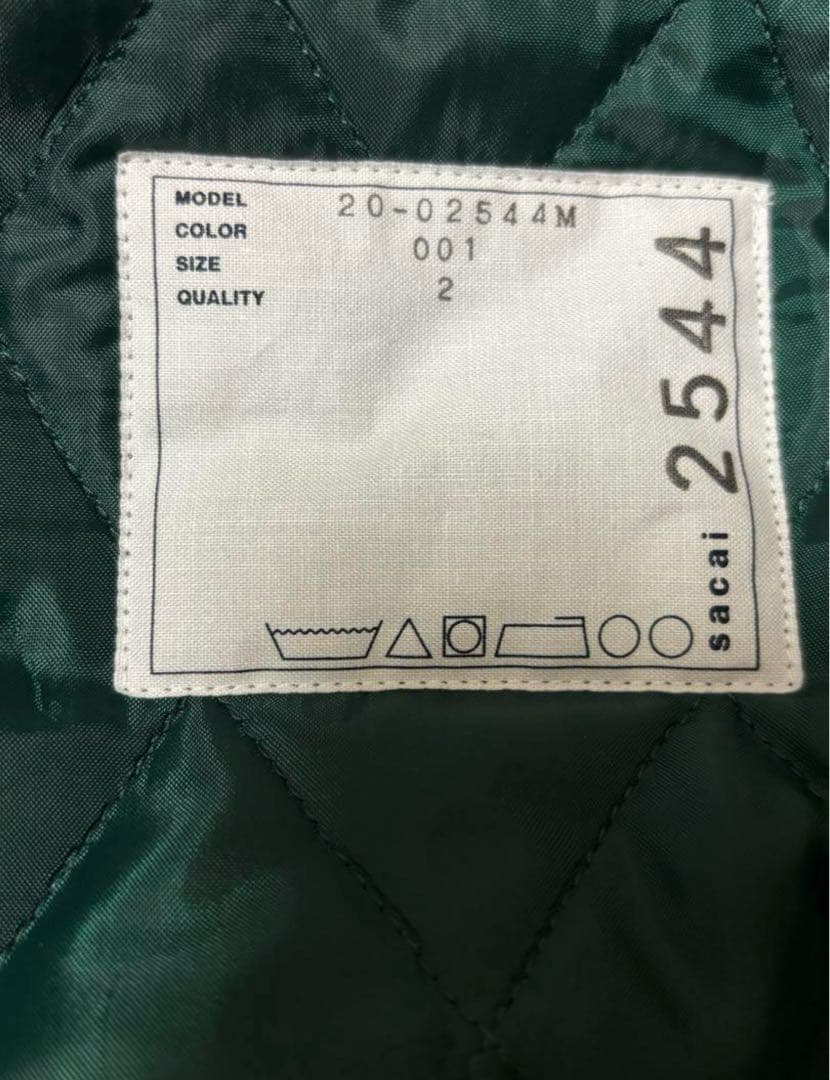 MODEL 20-02544M
COLOR 001
SIZE 2
QUALITY
sacai 2544